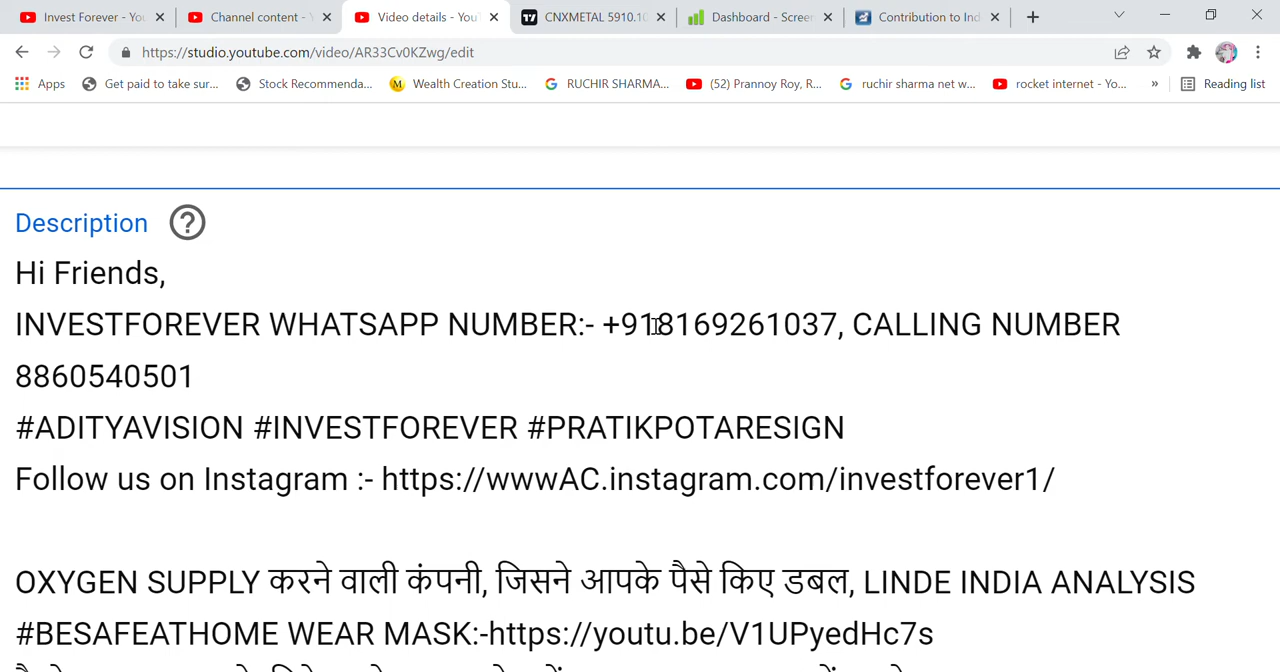 Invest Forever - You
Channel content - Y
Video details - YouT
CNXMETAL 5910.10
Dashboard - Screen
Contribution to Ind
https://studio.youtube.com/video/AR33Cv0KZwg/edit
Apps
Get paid to take sur...
Stock Recommenda...
Wealth Creation Stu...
RUCHIR SHARMA...
(52) Prannoy Roy, R...
ruchir sharma net w...
rocket internet - Yo...
»
Reading list
Description ?
Hi Friends,
INVESTFOREVER WHATSAPP NUMBER:- +918169261037, CALLING NUMBER
8860540501
#ADITYAVISION #INVESTFOREVER #PRATIKPOTARESIGN
Follow us on Instagram :- https://wwwAC.instagram.com/investforever1/
OXYGEN SUPPLY करने वाली कंपनी, जिसने आपके पैसे किए डबल, LINDE INDIA ANALYSIS
#BESAFEATHOME WEAR MASK:-https://youtu.be/V1UPyedHc7s